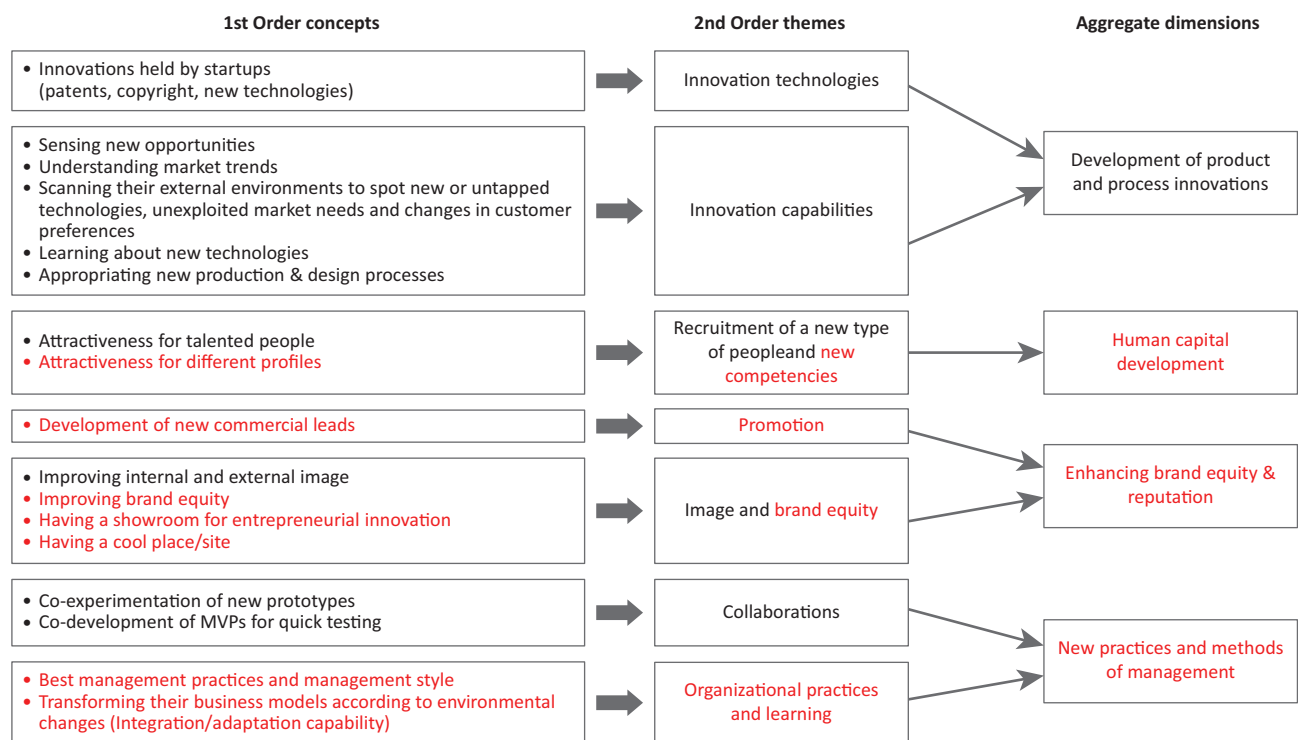 1st Order concepts
2nd Order themes
Aggregate dimensions
• Innovations held by startups
(patents, copyright, new technologies)
Innovation technologies
• Sensing new opportunities
• Understanding market trends
• Scanning their external environments to spot new or untapped
technologies, unexploited market needs and changes in customer
preferences
• Learning about new technologies
• Appropriating new production & design processes
Innovation capabilities
Development of product
and process innovations
• Attractiveness for talented people
• Attractiveness for different profiles
Recruitment of a new type
of peopleand new
competencies
Human capital
development
• Development of new commercial leads
Promotion
• Improving internal and external image
• Improving brand equity
• Having a showroom for entrepreneurial innovation
• Having a cool place/site
Image and brand equity
Enhancing brand equity &
reputation
• Co-experimentation of new prototypes
• Co-development of MVPs for quick testing
Collaborations
• Best management practices and management style
• Transforming their business models according to environmental
changes (Integration/adaptation capability)
Organizational practices
and learning
New practices and methods
of management